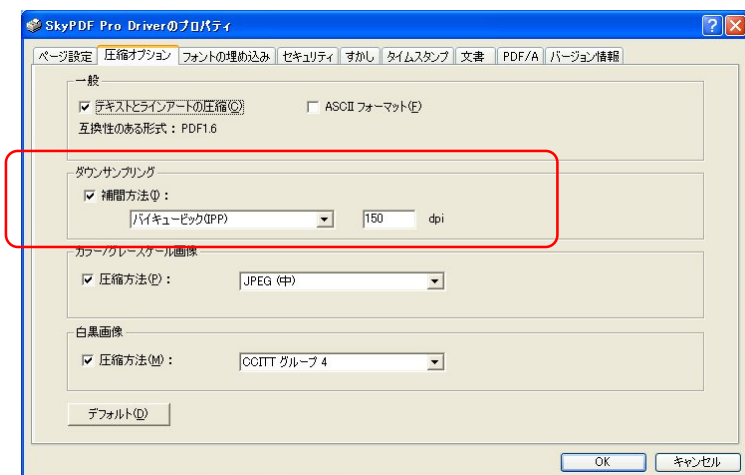 SkyPDF Pro Driverのプロパティ
ページ設定 圧縮オプション フォントの埋め込み セキュリティ すかし タイムスタンプ 文書 PDF/A バージョン情報
一般
テキストとラインアートの圧縮(C) ASCII フォーマット(F)
互換性のある形式：PDF1.6
ダウンサンプリング
補間方法(I)：
バイキュービック(IPP) 150 dpi
カラー/グレースケール画像
圧縮方法(P)： JPEG (中)
白黒画像
圧縮方法(M)： CCITT グループ 4
デフォルト(D)
OK キャンセル